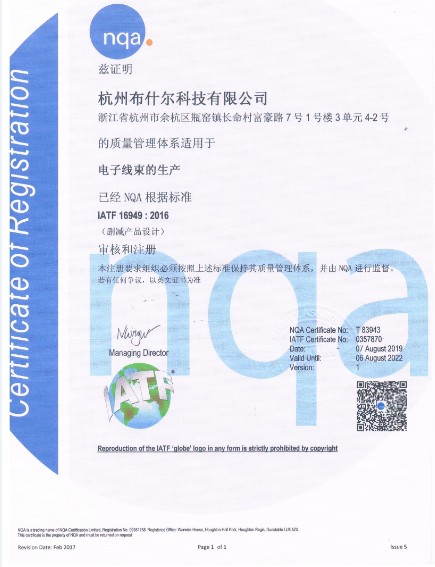 nqa.
Certificate of Registration
兹证明
杭州布什尔科技有限公司
浙江省杭州市余杭区瓶窑镇长命村富豪路 7 号 1 号楼 3 单元 4-2 号
的质量管理体系适用于
电子线束的生产
已经 NQA 根据标准
IATF 16949 : 2016
（删减产品设计）
审核和注册
本注册要求组织必须按照上述标准保持其质量管理体系，并由 NQA 进行监督。
若有任何争议，以英文证书为准
nqa
Managing Director
NQA Certificate No: T 83943
IATF Certificate No: 0357870
Date: 07 August 2019
Valid Until: 06 August 2022
Version: 1
IATF
Reproduction of the IATF 'globe' logo in any form is strictly prohibited by copyright
NQA is a trading name of NQA Certification Limited, Registration No. Registered Office: Warwick House, Houghton Hall Park, Houghton Regis, Dunstable LU5 5ZX.
This certificate is the property of NQA and must be returned on request
Revision Date: Feb 2017 Page 1 of 1 Issue 5